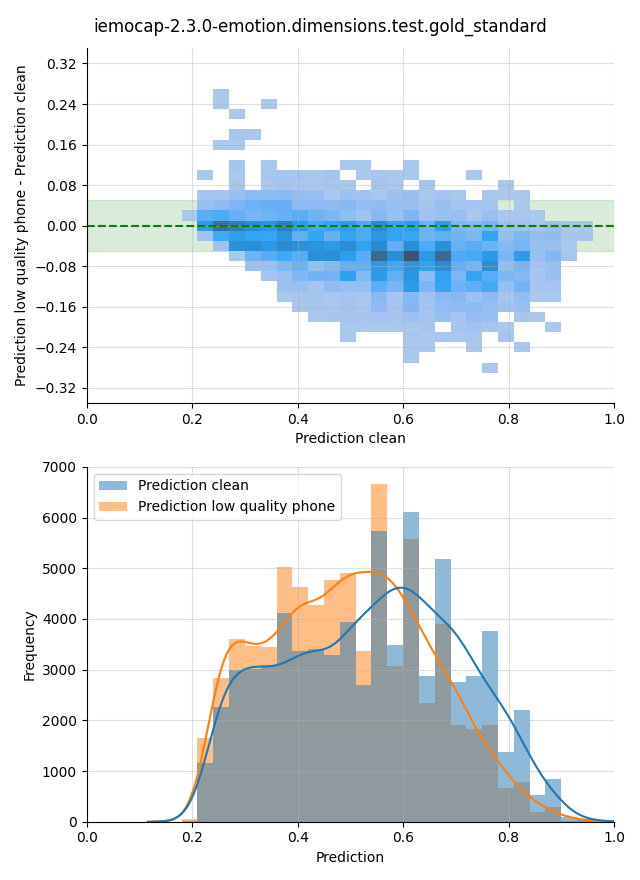 iemocap-2.3.0-emotion.dimensions.test.gold_standard
Prediction low quality phone - Prediction clean
0.32
0.24
0.16
0.08
0.00
−0.08
−0.16
−0.24
−0.32
0.0 0.2 0.4 0.6 0.8 1.0
Prediction clean
Frequency
7000
6000
5000
4000
3000
2000
1000
0
Prediction clean
Prediction low quality phone
0.0 0.2 0.4 0.6 0.8 1.0
Prediction